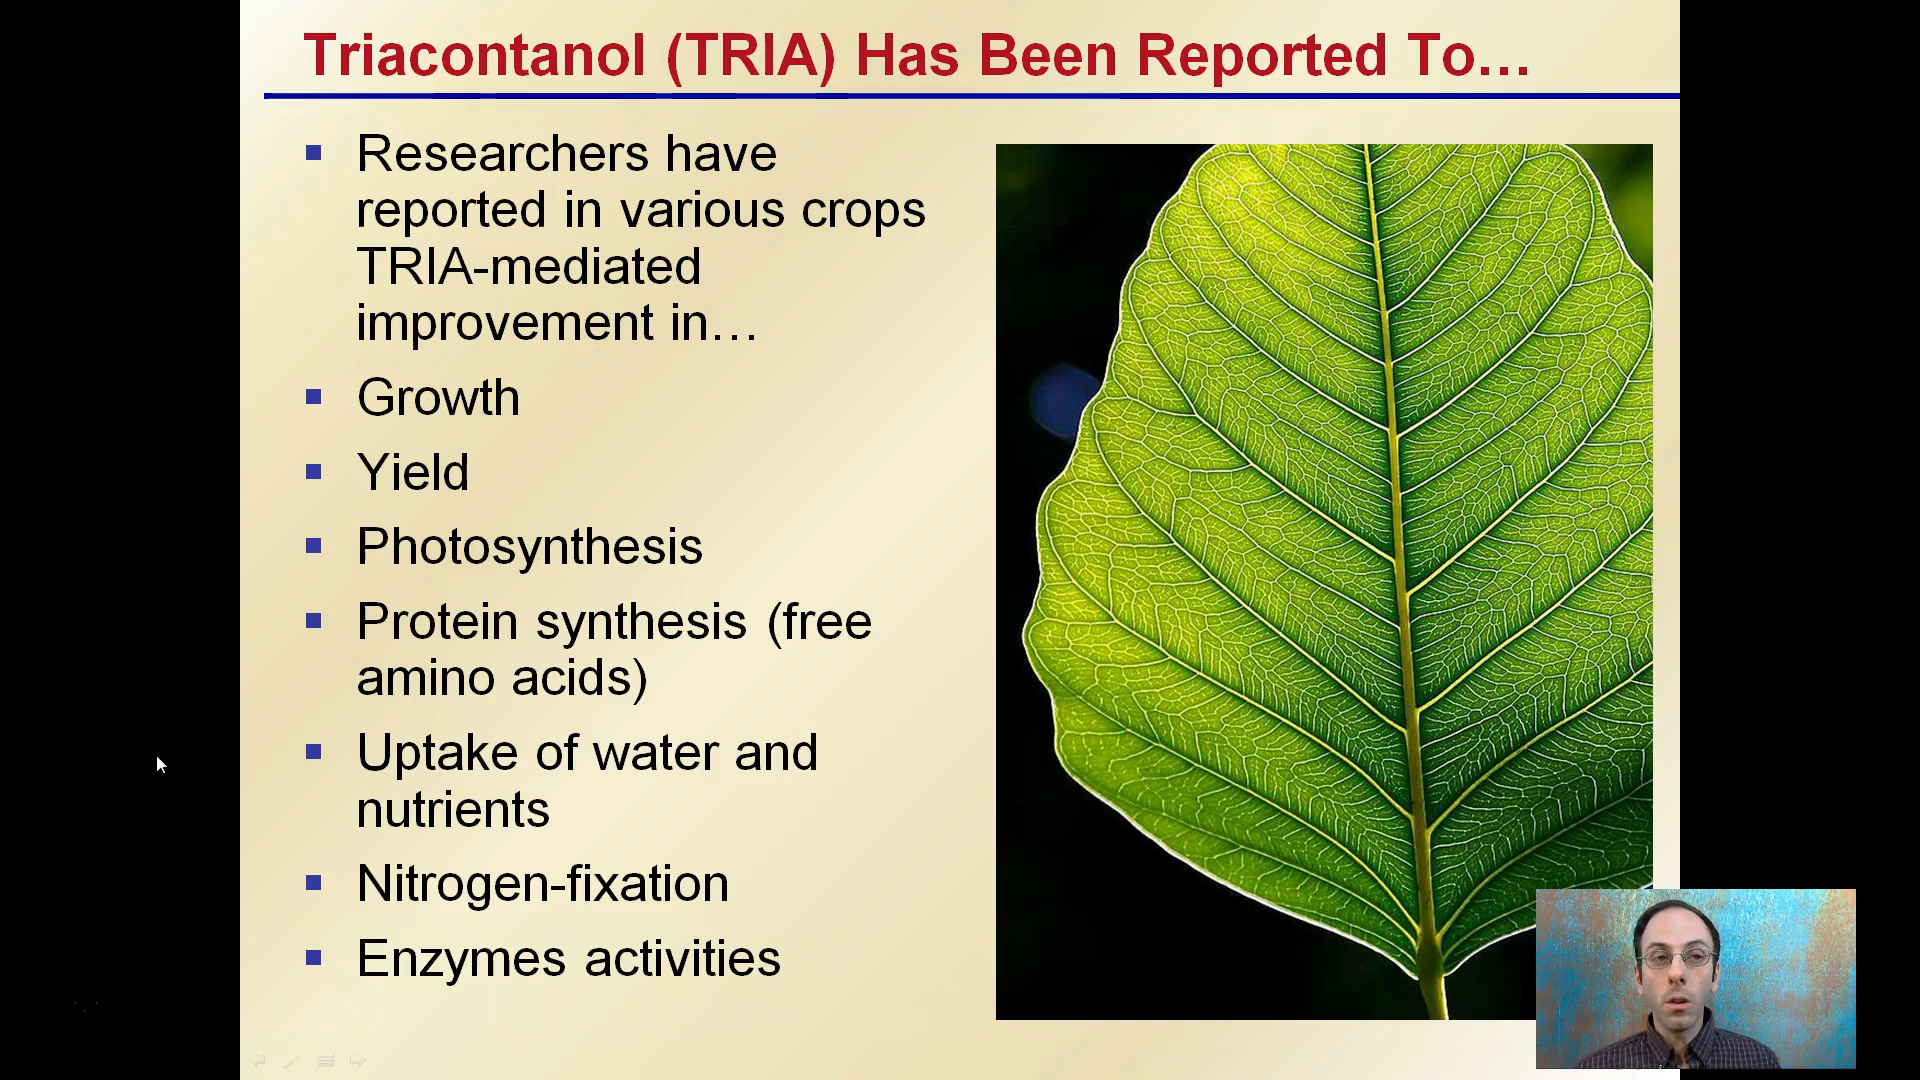 Triacontanol (TRIA) Has Been Reported To…
Researchers have
reported in various crops
TRIA-mediated
improvement in…
Growth
Yield
Photosynthesis
Protein synthesis (free
amino acids)
Uptake of water and
nutrients
Nitrogen-fixation
Enzymes activities